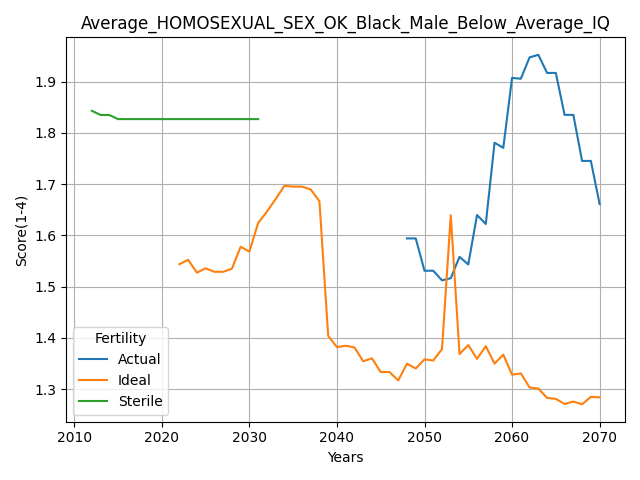 Average_HOMOSEXUAL_SEX_OK_Black_Male_Below_Average_IQ
Score(1-4)
1.9
1.8
1.7
1.6
1.5
1.4
1.3
Fertility
Actual
Ideal
Sterile
2010 2020 2030 2040 2050 2060 2070
Years